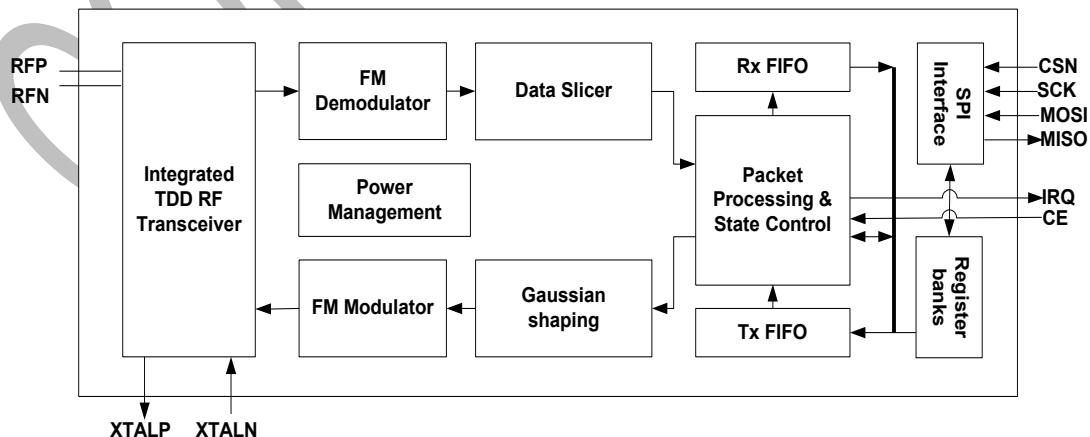 RFP
RFN
Integrated
TDD RF
Transceiver
FM
Demodulator
Data Slicer
Power
Management
FM Modulator
Gaussian
shaping
Rx FIFO
Packet
Processing &
State Control
Tx FIFO
SPI
Interface
Register
banks
CSN
SCK
MOSI
MISO
IRQ
CE
XTALP
XTALN